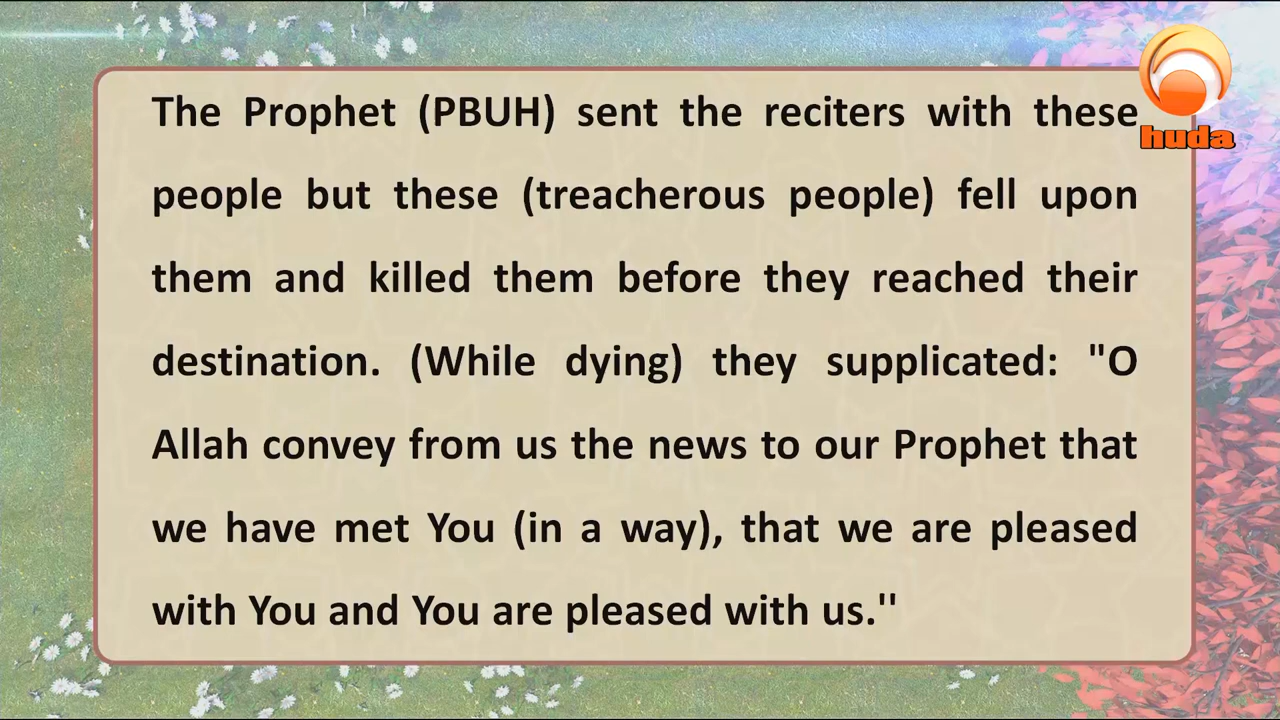 The Prophet (PBUH) sent the reciters with these
people but these (treacherous people) fell upon
them and killed them before they reached their
destination. (While dying) they supplicated: "O
Allah convey from us the news to our Prophet that
we have met You (in a way), that we are pleased
with You and You are pleased with us.''
huda